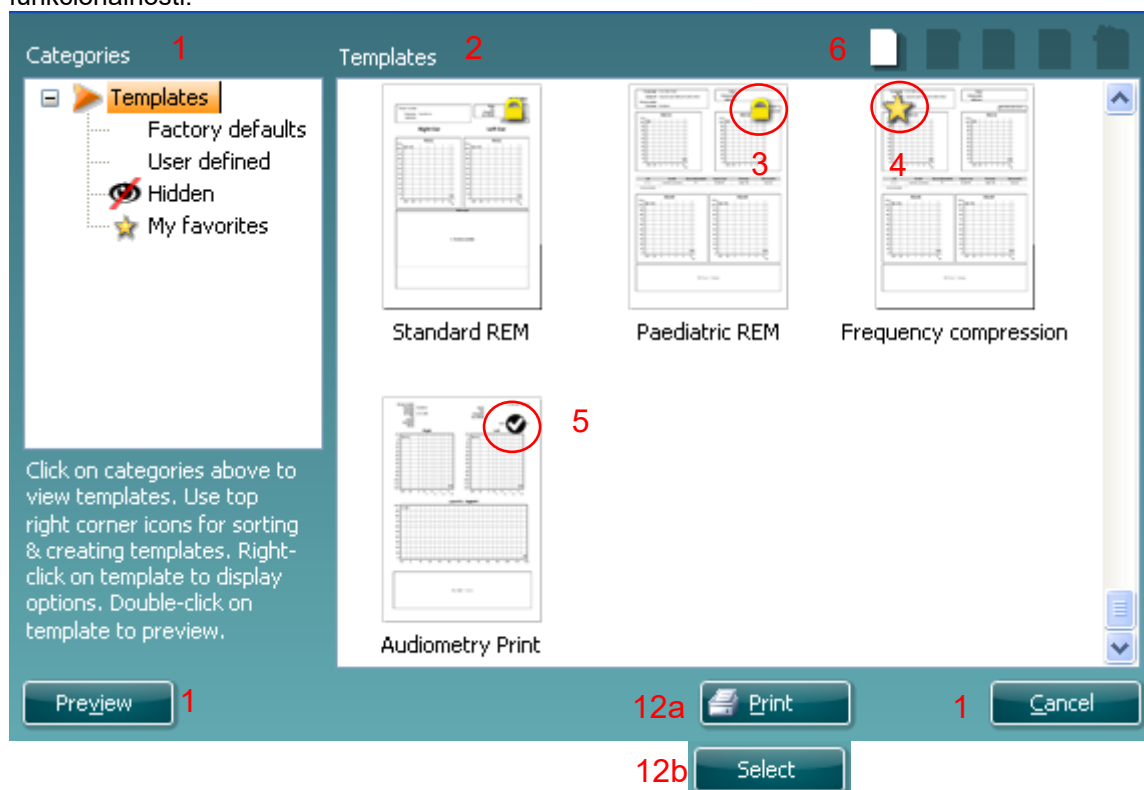 funkcionalnosti.
Categories 1 Templates 2 6
Templates
Factory defaults
User defined
Hidden
My favorites
3
4
Standard REM Paediatric REM Frequency compression
5
Audiometry Print
Click on categories above to
view templates. Use top
right corner icons for sorting
& creating templates. Right-
click on template to display
options. Double-click on
template to preview.
Preview 1 12a Print 1 Cancel
12b Select